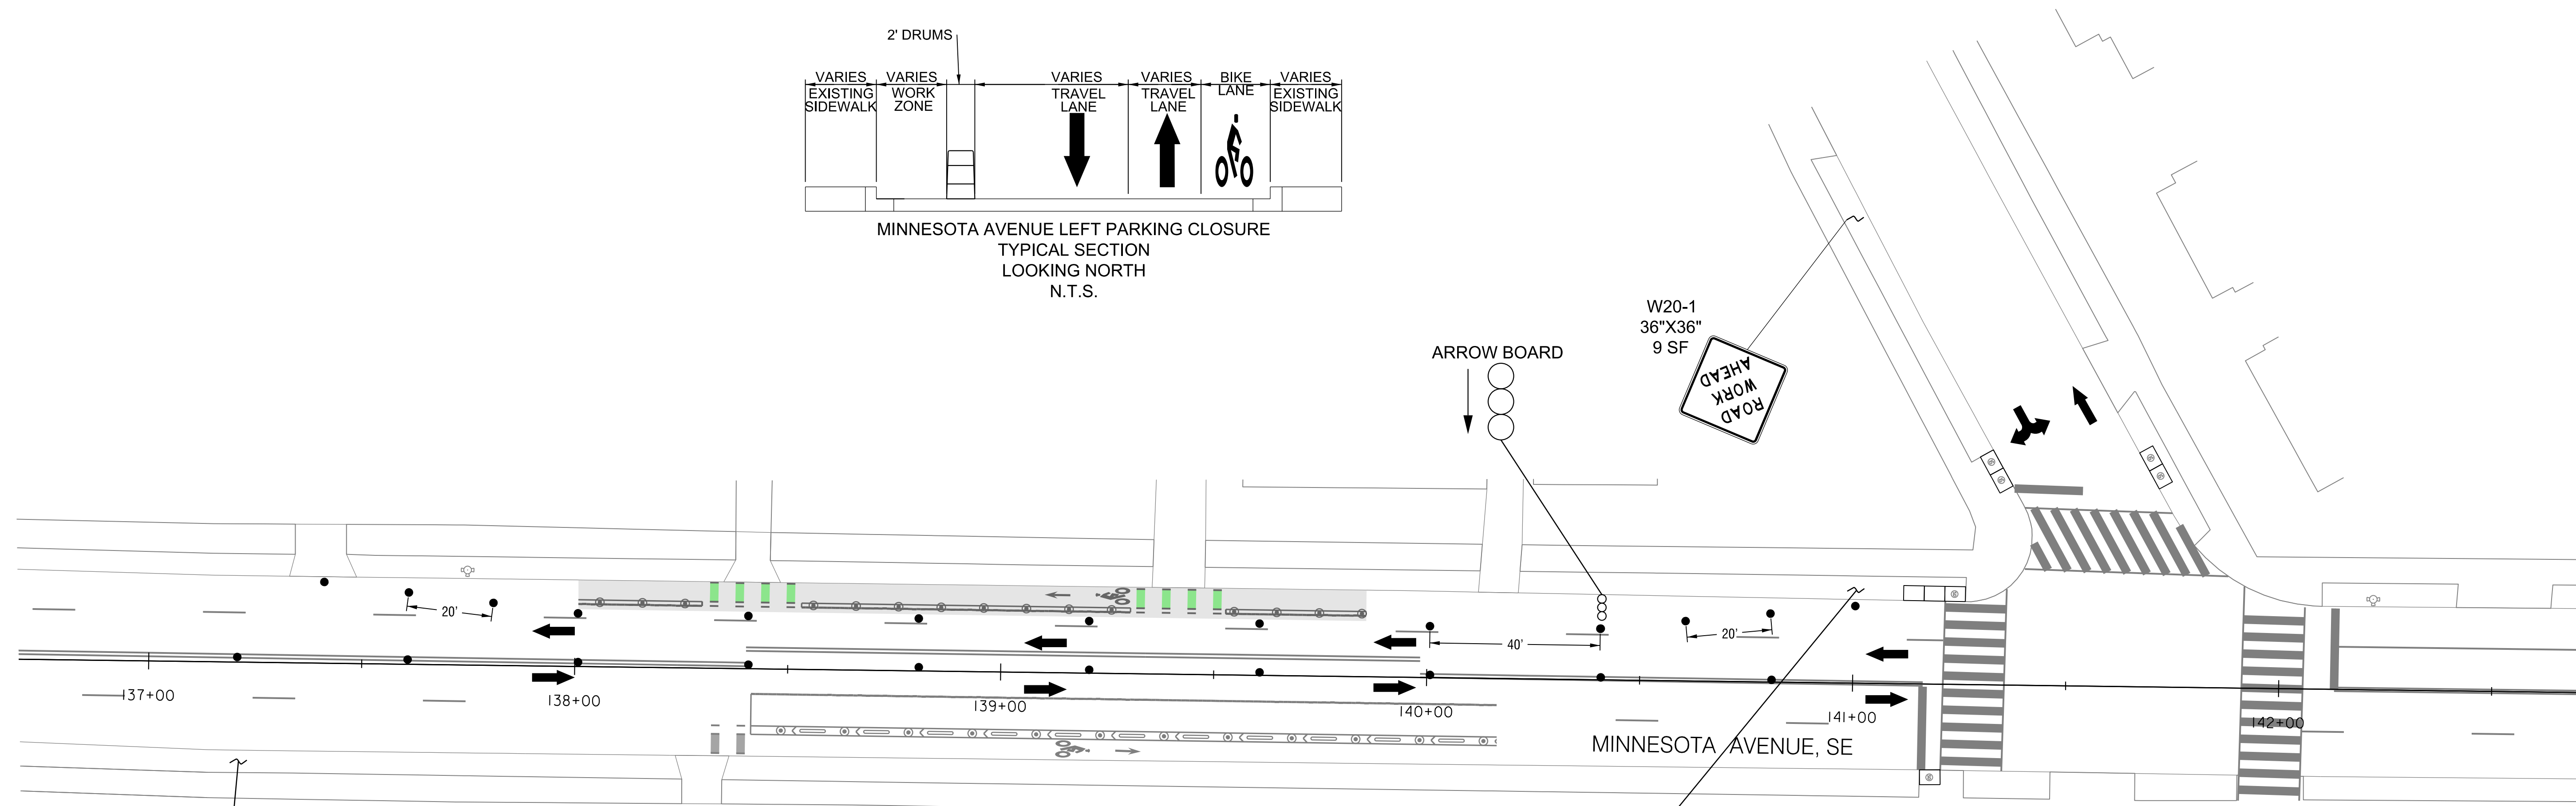 2' DRUMS
VARIES
EXISTING
SIDEWALK
VARIES
WORK
ZONE
VARIES
TRAVEL
LANE
VARIES
TRAVEL
LANE
BIKE
LANE
VARIES
EXISTING
SIDEWALK
MINNESOTA AVENUE LEFT PARKING CLOSURE
TYPICAL SECTION
LOOKING NORTH
N.T.S.
W20-1
36"X36"
9 SF
ROAD
WORK
AHEAD
ARROW BOARD
20'
40'
20'
137+00
138+00
139+00
140+00
141+00
142+00
MINNESOTA AVENUE, SE